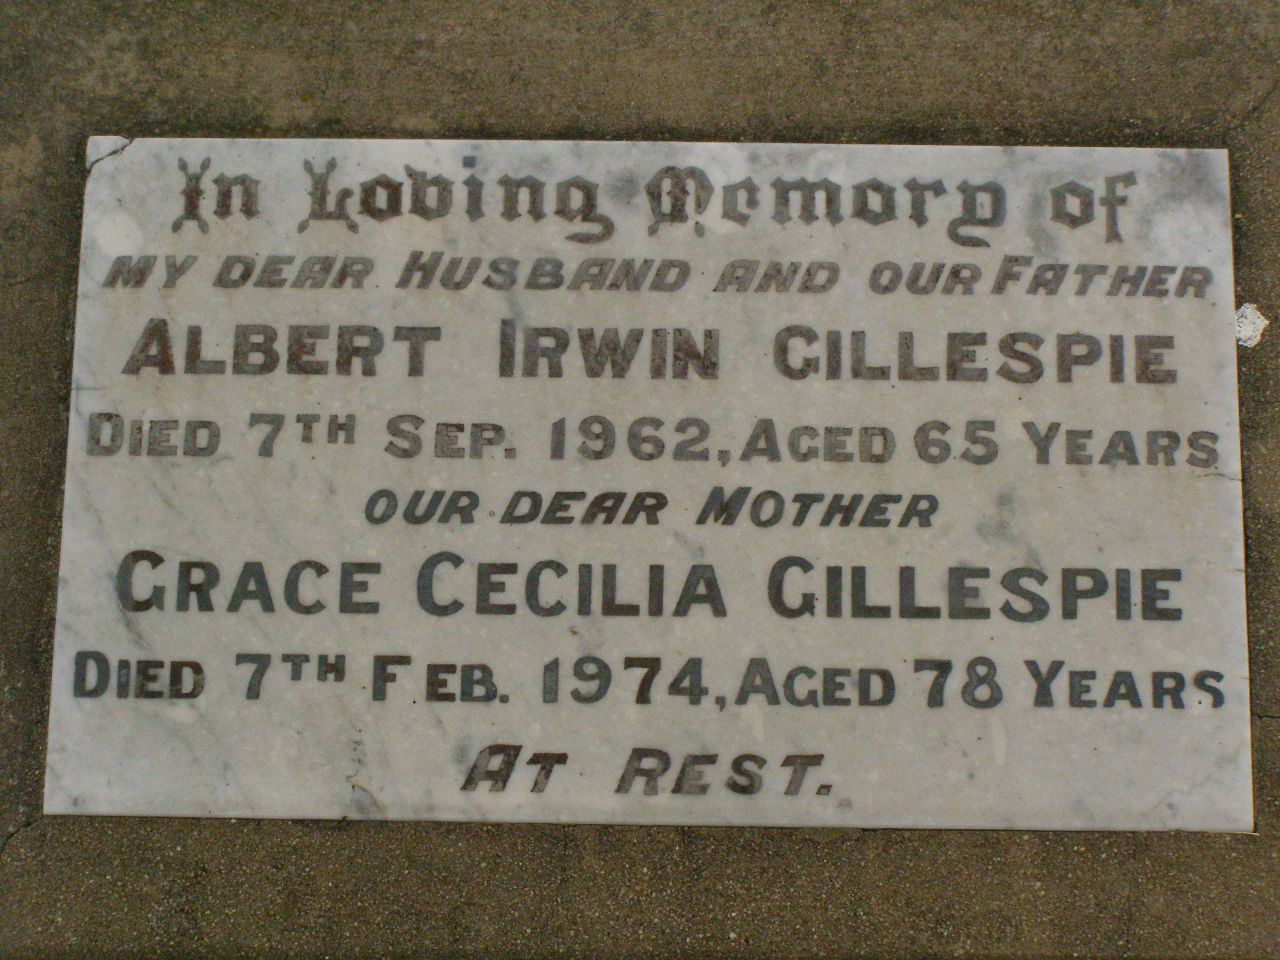 In Loving Memory of
MY DEAR HUSBAND AND OUR FATHER
ALBERT IRWIN GILLESPIE
DIED 7TH SEP. 1962, AGED 65 YEARS
OUR DEAR MOTHER
GRACE CECILIA GILLESPIE
DIED 7TH FEB. 1974, AGED 78 YEARS
AT REST.